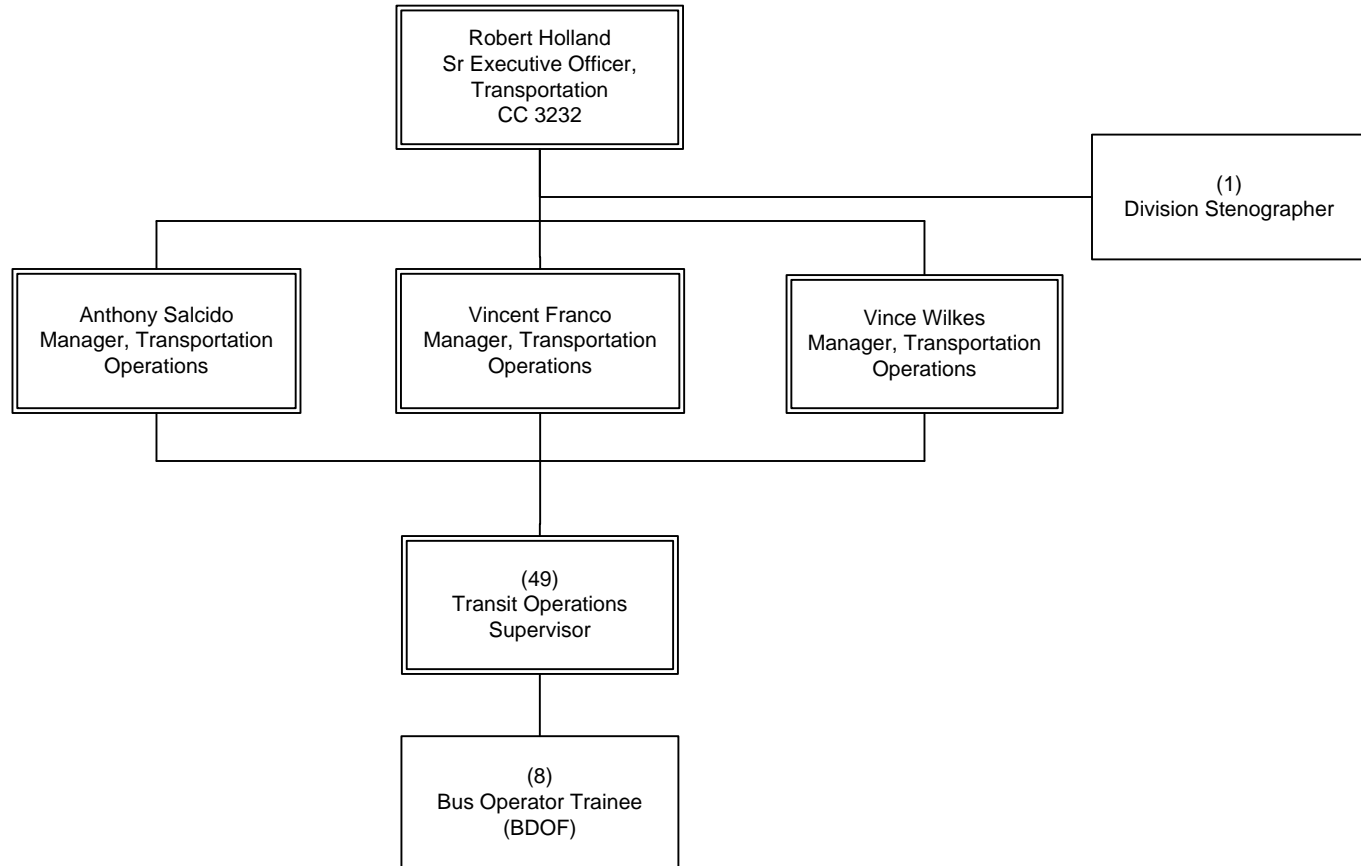 Robert Holland
Sr Executive Officer,
Transportation
CC 3232
(1)
Division Stenographer
Anthony Salcido
Manager, Transportation
Operations
Vincent Franco
Manager, Transportation
Operations
Vince Wilkes
Manager, Transportation
Operations
(49)
Transit Operations
Supervisor
(8)
Bus Operator Trainee
(BDOF)